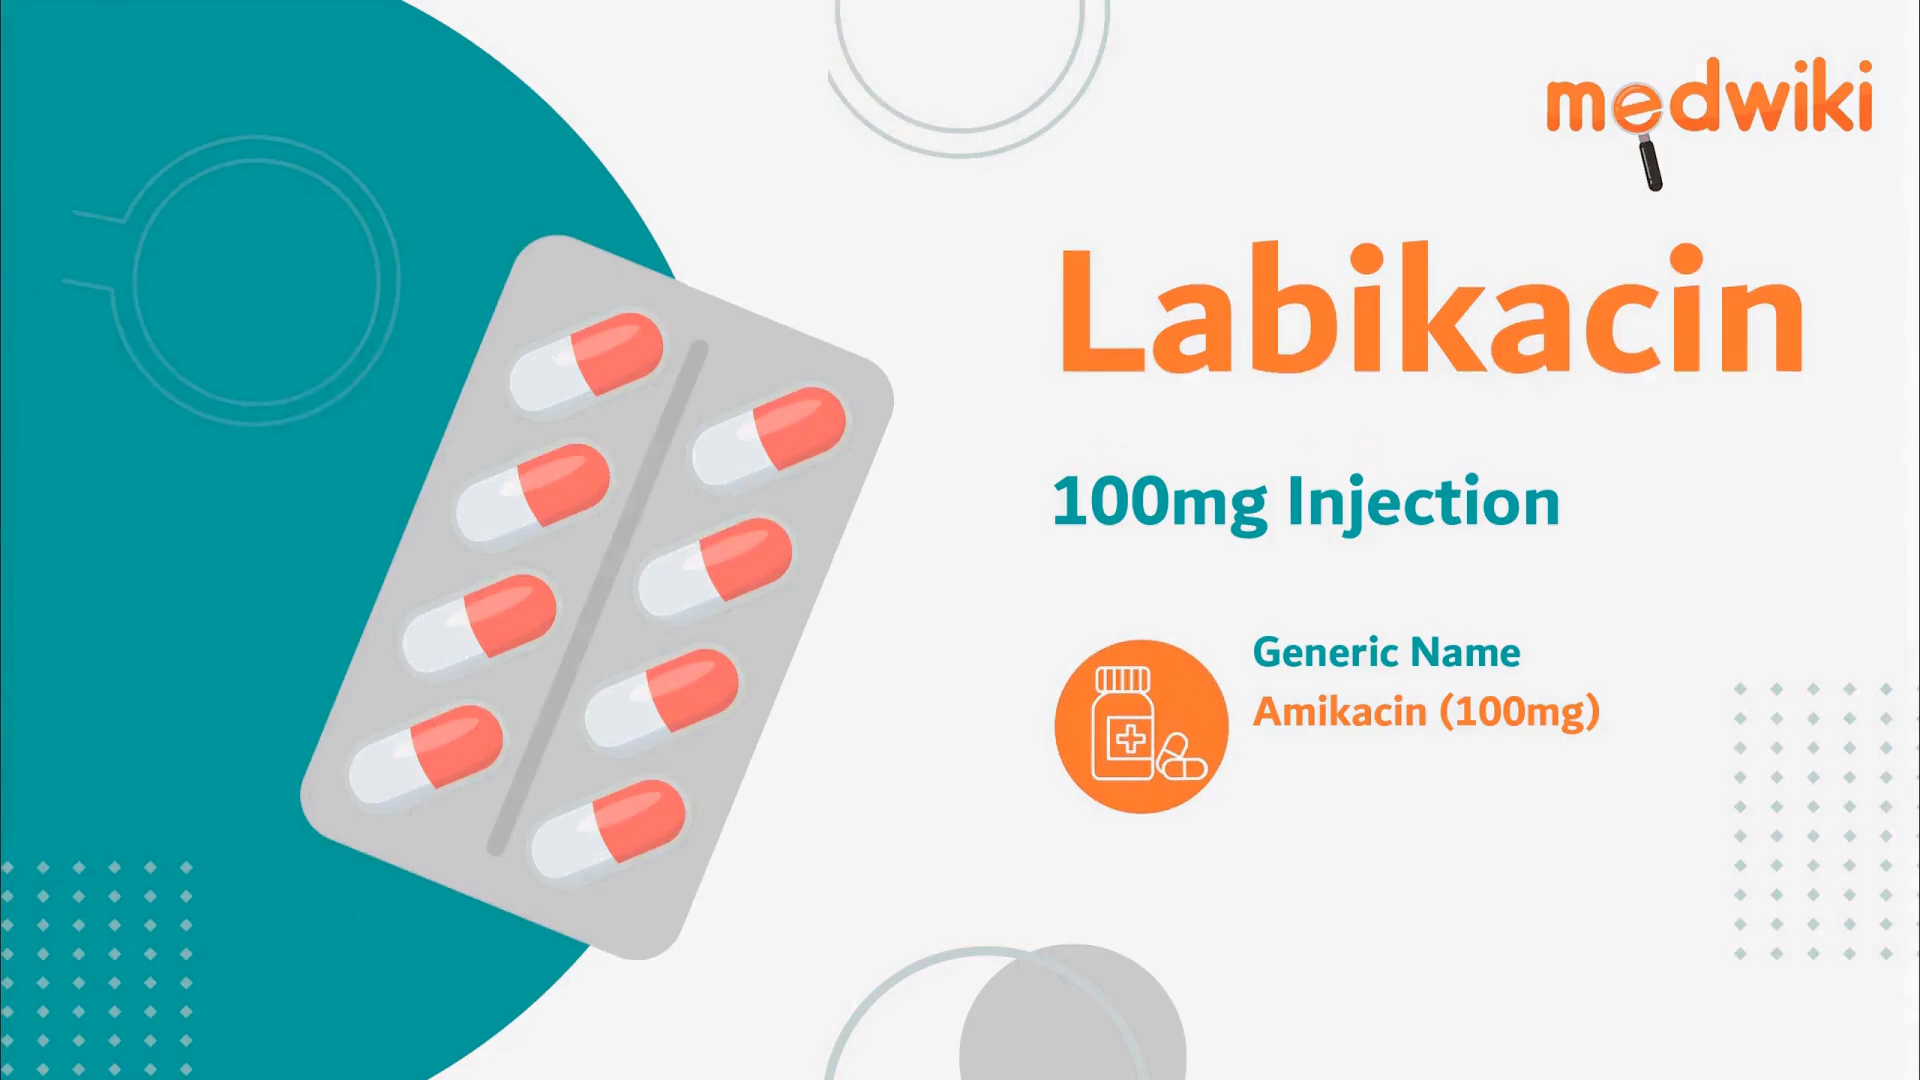 medwiki
Labikacin
100mg Injection
Generic Name
Amikacin (100mg)